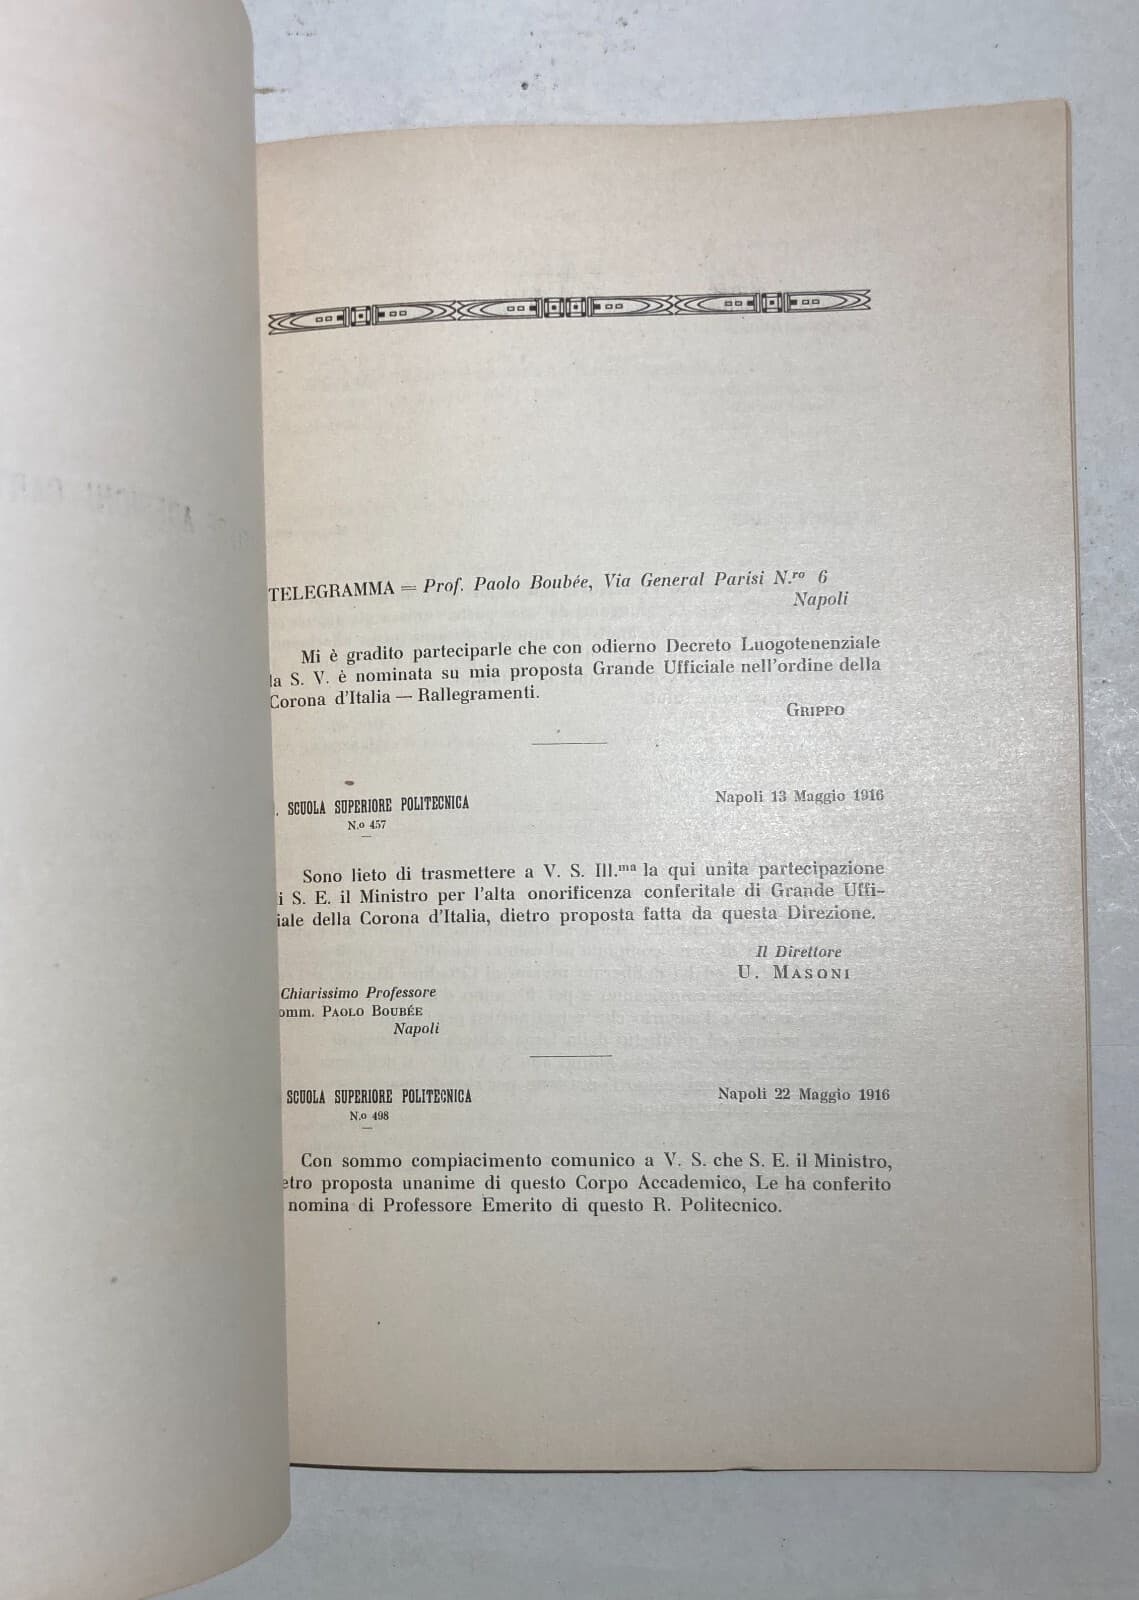 TELEGRAMMA = Prof. Paolo Boubée, Via General Parisi N.ro 6
Napoli
Mi è gradito parteciparle che con odierno Decreto Luogotenenziale
la S. V. è nominata su mia proposta Grande Ufficiale nell'ordine della
Corona d'Italia — Rallegramenti.
GRIPPO
. SCUOLA SUPERIORE POLITECNICA
N.o 457
Napoli 13 Maggio 1916
Sono lieto di trasmettere a V. S. Ill.ma la qui unita partecipazione
i S. E. il Ministro per l'alta onorificenza conferitale di Grande Uffi-
iale della Corona d'Italia, dietro proposta fatta da questa Direzione.
Il Direttore
U. MASONI
Chiarissimo Professore
omm. PAOLO BOUBÉE
Napoli
SCUOLA SUPERIORE POLITECNICA
N.o 498
Napoli 22 Maggio 1916
Con sommo compiacimento comunico a V. S. che S. E. il Ministro,
etro proposta unanime di questo Corpo Accademico, Le ha conferito
nomina di Professore Emerito di questo R. Politecnico.